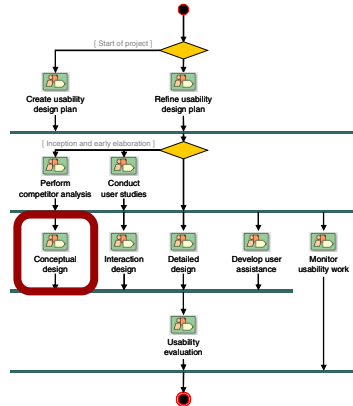 [ Start of project ]
Create usability
design plan
Refine usability
design plan
[ Inception and early elaboration ]
Perform
competitor analysis
Conduct
user studies
Conceptual
design
Interaction
design
Detailed
design
Develop user
assistance
Monitor
usability work
Usability
evaluation